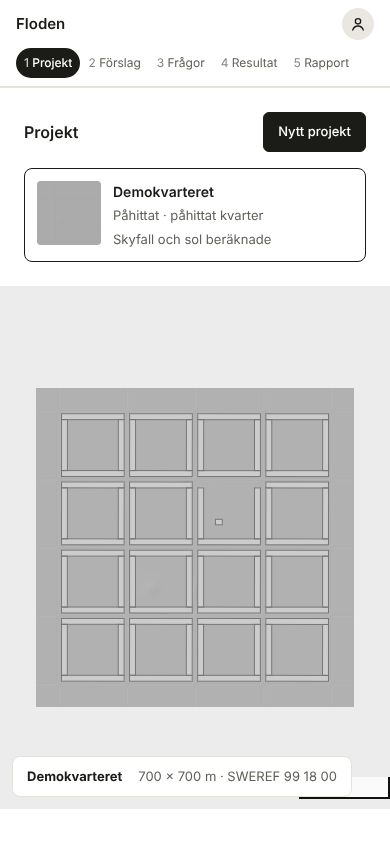 Floden
1 Projekt 2 Förslag 3 Frågor 4 Resultat 5 Rapport
Projekt
Nytt projekt
Demokvarteret
Påhittat · påhittat kvarter
Skyfall och sol beräknade
Demokvarteret 700 × 700 m · SWEREF 99 18 00